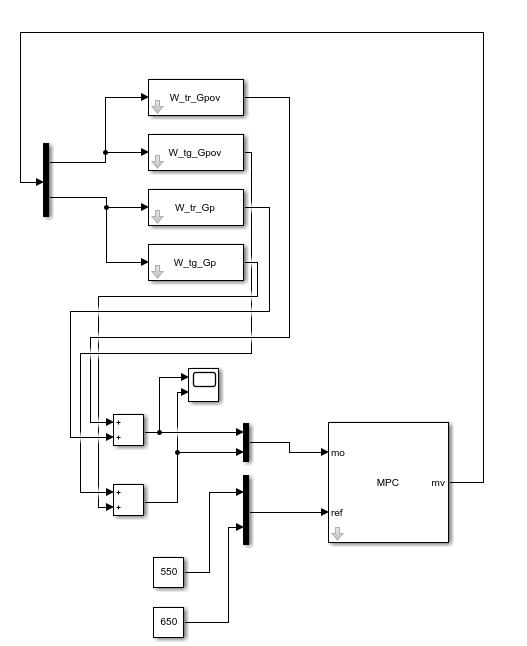 W_tr_Gpov
W_tg_Gpov
W_tr_Gp
W_tg_Gp
+
+
+
+
mo
MPC
mv
ref
550
650